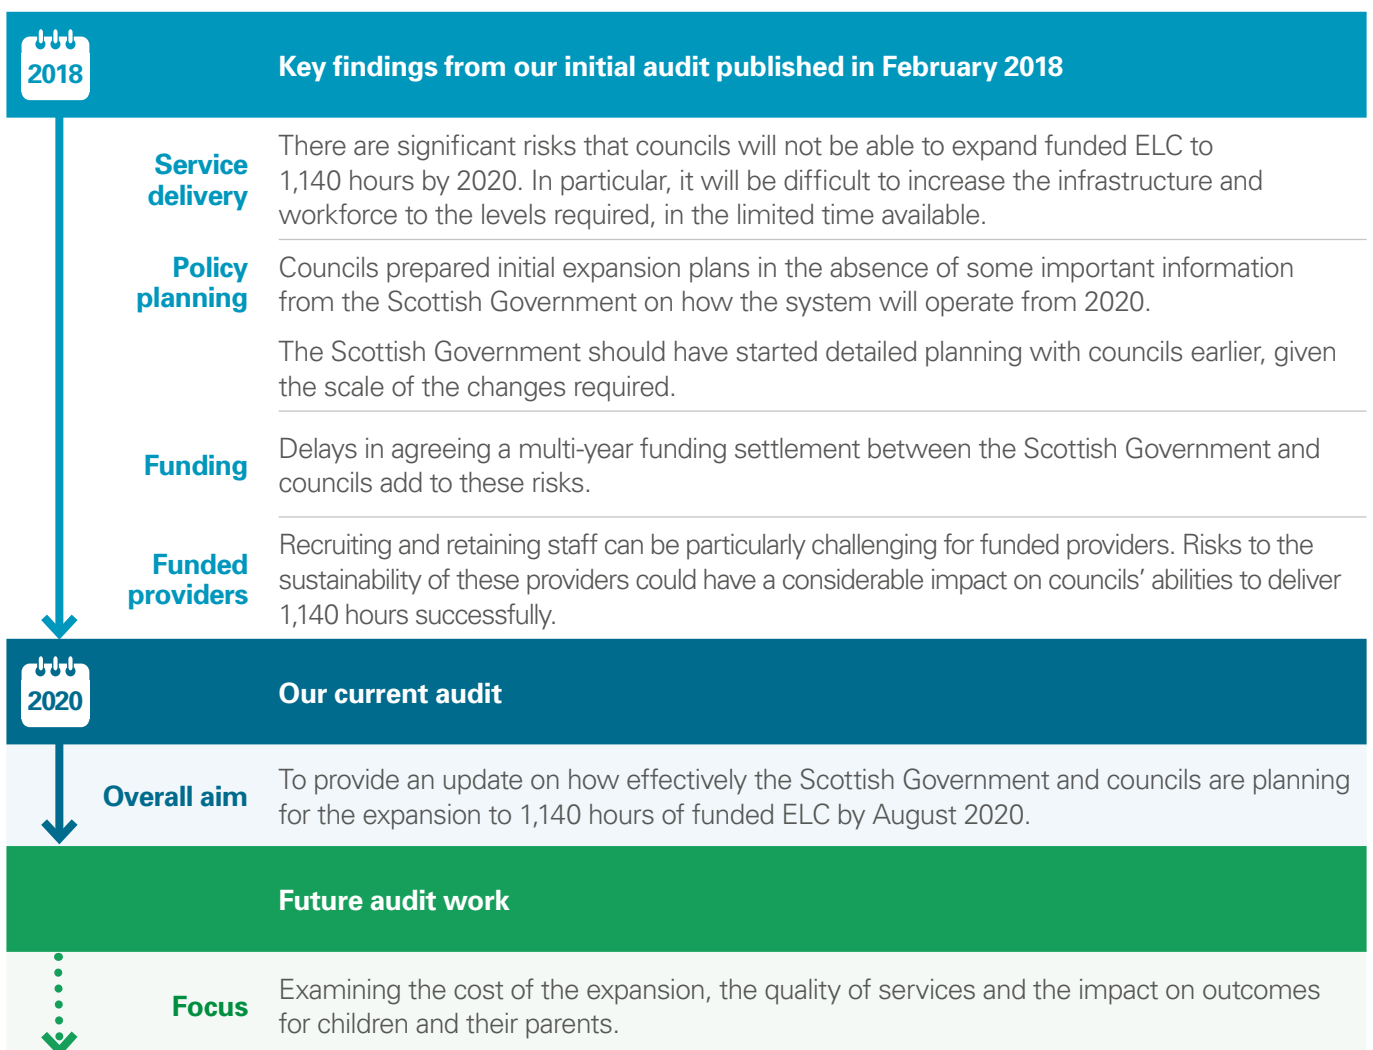 2018
Key findings from our initial audit published in February 2018
Service
delivery
There are significant risks that councils will not be able to expand funded ELC to
1,140 hours by 2020. In particular, it will be difficult to increase the infrastructure and
workforce to the levels required, in the limited time available.
Policy
planning
Councils prepared initial expansion plans in the absence of some important information
from the Scottish Government on how the system will operate from 2020.
The Scottish Government should have started detailed planning with councils earlier, given
the scale of the changes required.
Funding
Delays in agreeing a multi-year funding settlement between the Scottish Government and
councils add to these risks.
Funded
providers
Recruiting and retaining staff can be particularly challenging for funded providers. Risks to the
sustainability of these providers could have a considerable impact on councils’ abilities to deliver
1,140 hours successfully.
2020
Our current audit
Overall aim
To provide an update on how effectively the Scottish Government and councils are planning
for the expansion to 1,140 hours of funded ELC by August 2020.
Future audit work
Focus
Examining the cost of the expansion, the quality of services and the impact on outcomes
for children and their parents.